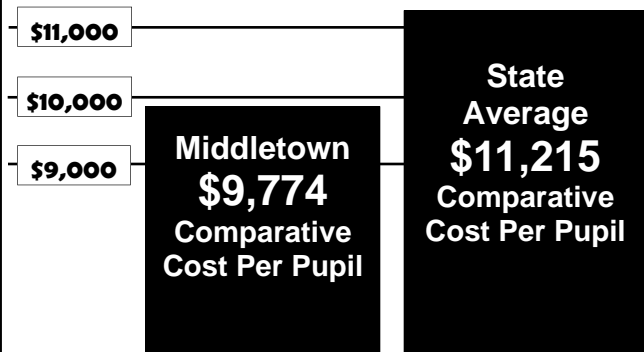 $11,000
$10,000
$9,000
Middletown
$9,774
Comparative
Cost Per Pupil
State
Average
$11,215
Comparative
Cost Per Pupil